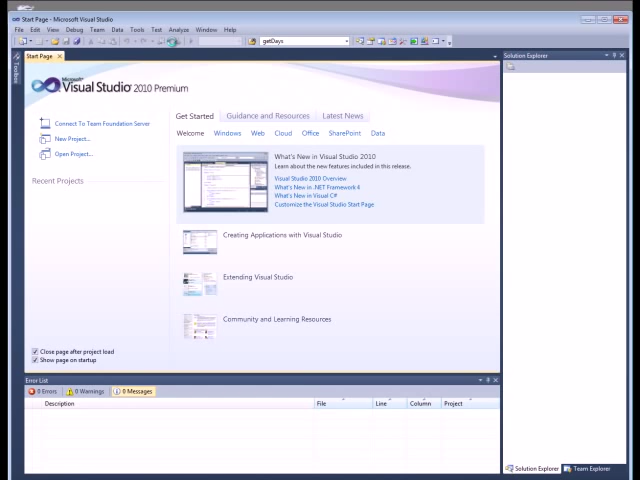 Start Page - Microsoft Visual Studio
File Edit View Debug Team Data Tools Test Analyze Window Help
getDays
Toolbox
Start Page
Solution Explorer
Microsoft
Visual Studio 2010 Premium
Connect To Team Foundation Server
New Project...
Open Project...
Recent Projects
Get Started Guidance and Resources Latest News
Welcome Windows Web Cloud Office SharePoint Data
What's New in Visual Studio 2010
Learn about the new features included in this release.
Visual Studio 2010 Overview
What's New in .NET Framework 4
What's New in Visual C#
Customize the Visual Studio Start Page
Creating Applications with Visual Studio
Extending Visual Studio
Community and Learning Resources
Close page after project load
Show page on startup
Error List
0 Errors 0 Warnings 0 Messages
Description File Line Column Project
Solution Explorer Team Explorer